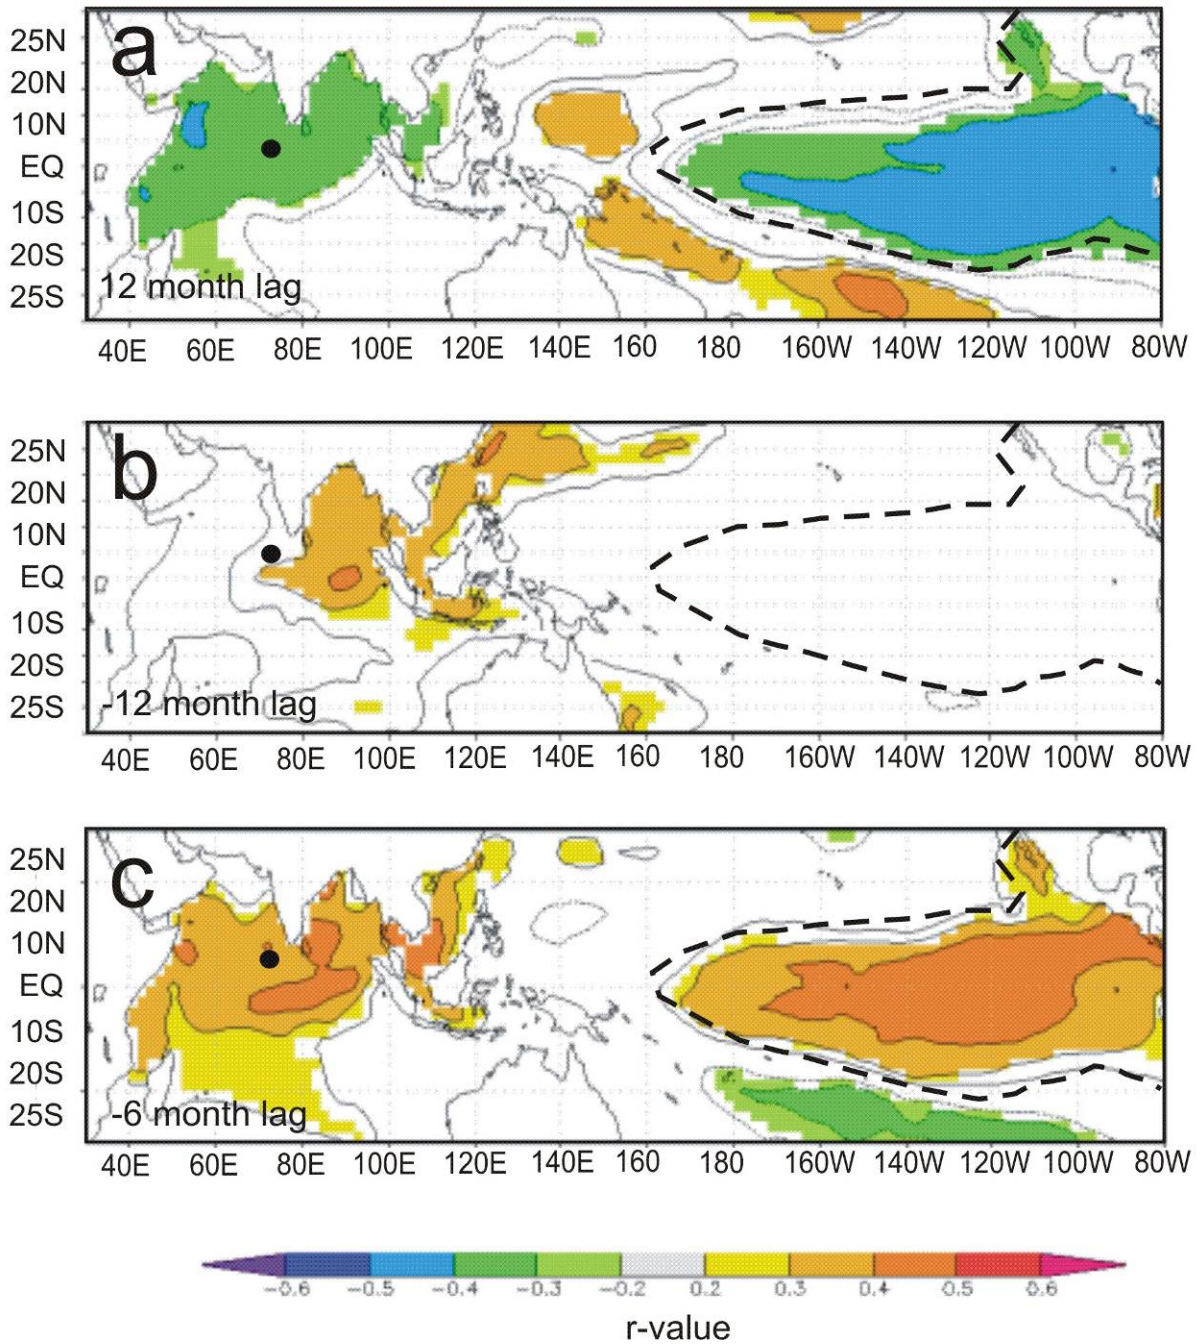 a
25N
20N
10N
EQ
10S
20S
25S
12 month lag
40E 60E 80E 100E 120E 140E 160 180 160W 140W 120W 100W 80W
b
25N
20N
10N
EQ
10S
20S
25S
-12 month lag
40E 60E 80E 100E 120E 140E 160 180 160W 140W 120W 100W 80W
c
25N
20N
10N
EQ
10S
20S
25S
-6 month lag
40E 60E 80E 100E 120E 140E 160 180 160W 140W 120W 100W 80W
-0.6 -0.5 -0.4 -0.3 -0.2 0.2 0.3 0.4 0.5 0.6
r-value